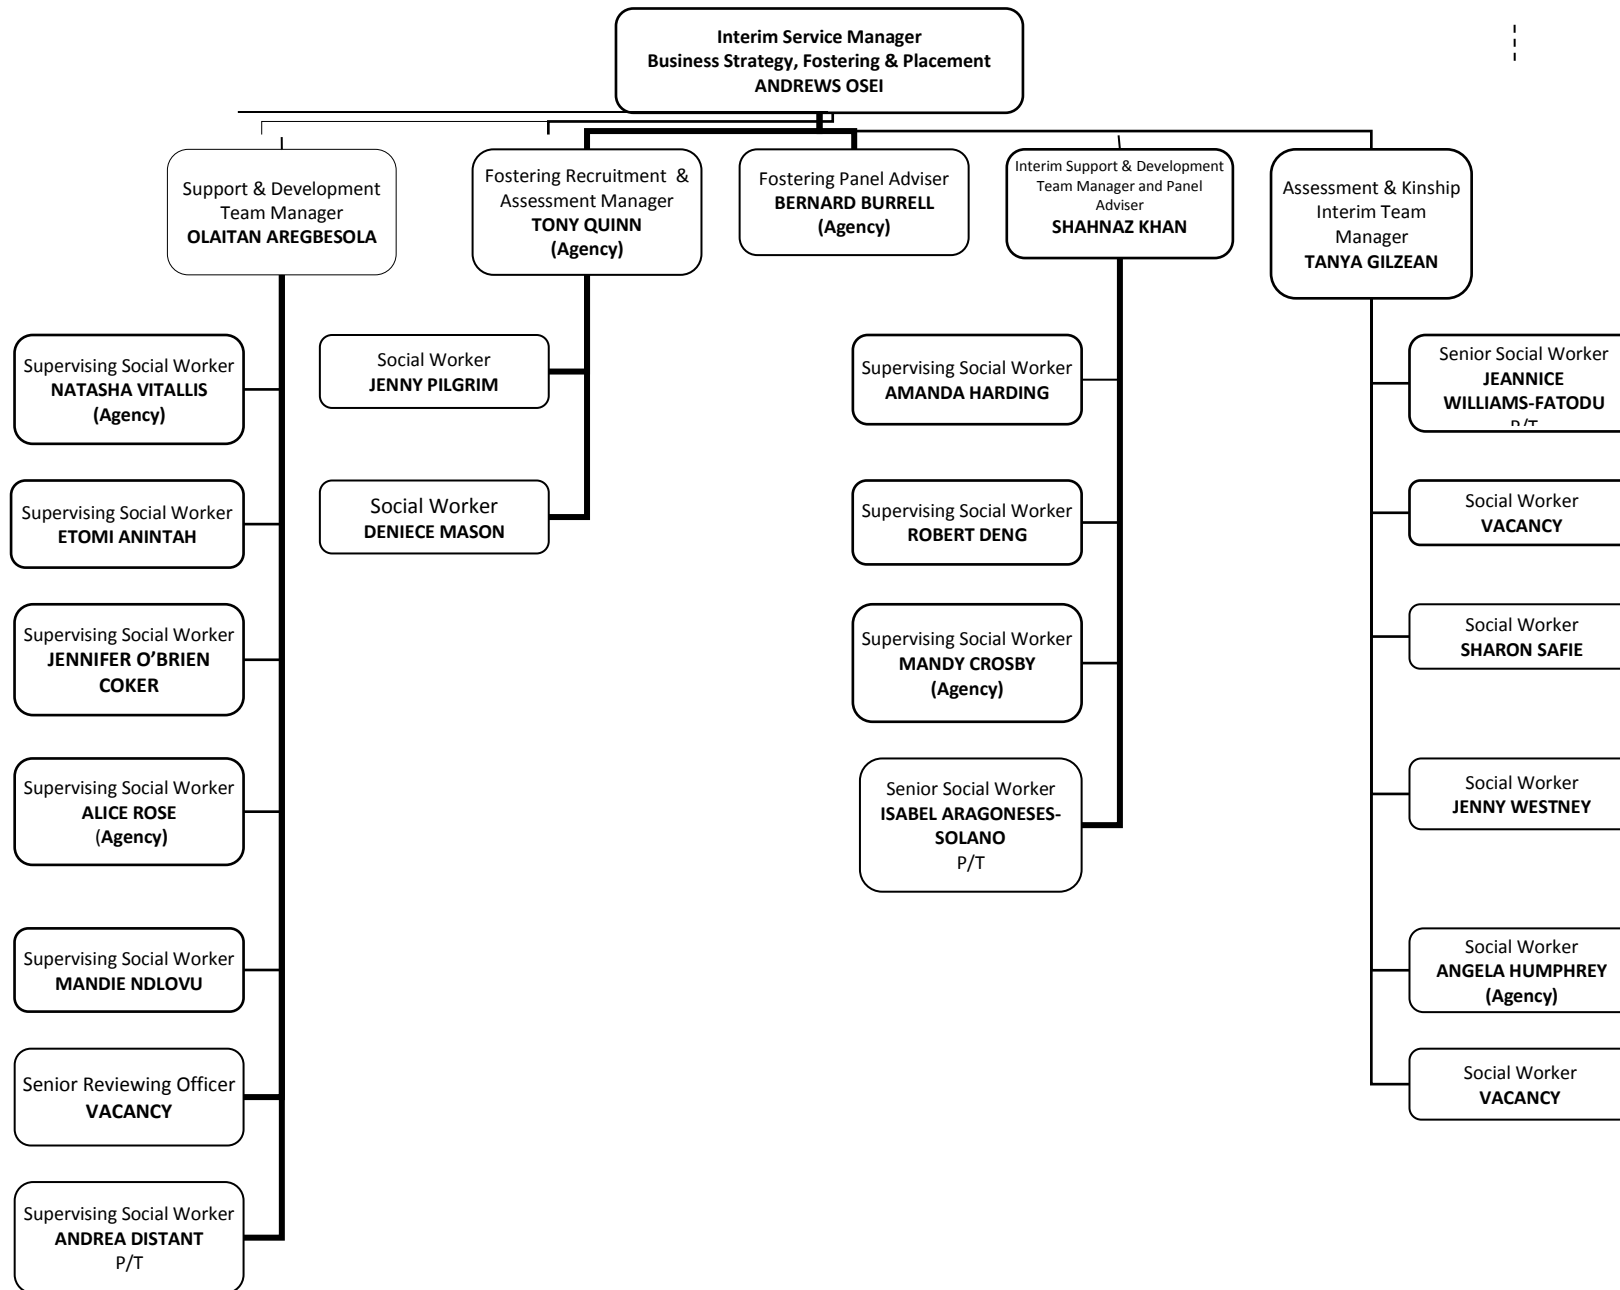 Interim Service Manager
Business Strategy, Fostering & Placement
ANDREWS OSEI
Support & Development
Team Manager
OLAITAN AREGBESOLA
Fostering Recruitment &
Assessment Manager
TONY QUINN
(Agency)
Fostering Panel Adviser
BERNARD BURRELL
(Agency)
Interim Support & Development
Team Manager and Panel
Adviser
SHAHNAZ KHAN
Assessment & Kinship
Interim Team
Manager
TANYA GILZEAN
Supervising Social Worker
NATASHA VITALLIS
(Agency)
Supervising Social Worker
ETOMI ANINTAH
Supervising Social Worker
JENNIFER O’BRIEN
COKER
Supervising Social Worker
ALICE ROSE
(Agency)
Supervising Social Worker
MANDIE NDLOVU
Senior Reviewing Officer
VACANCY
Supervising Social Worker
ANDREA DISTANT
P/T
Social Worker
JENNY PILGRIM
Social Worker
DENIECE MASON
Supervising Social Worker
AMANDA HARDING
Supervising Social Worker
ROBERT DENG
Supervising Social Worker
MANDY CROSBY
(Agency)
Senior Social Worker
ISABEL ARAGONESES-
SOLANO
P/T
Senior Social Worker
JEANNICE
WILLIAMS-FATODU
P/T
Social Worker
VACANCY
Social Worker
SHARON SAFIE
Social Worker
JENNY WESTNEY
Social Worker
ANGELA HUMPHREY
(Agency)
Social Worker
VACANCY